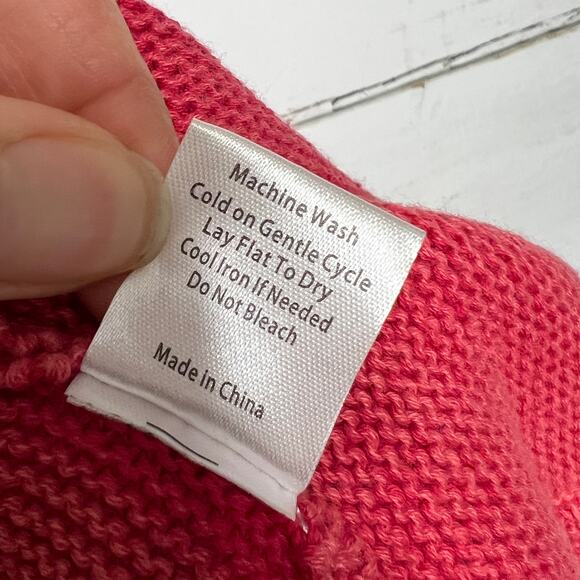 Machine Wash
Cold on Gentle Cycle
Lay Flat To Dry
Cool Iron If Needed
Do Not Bleach
Made in China